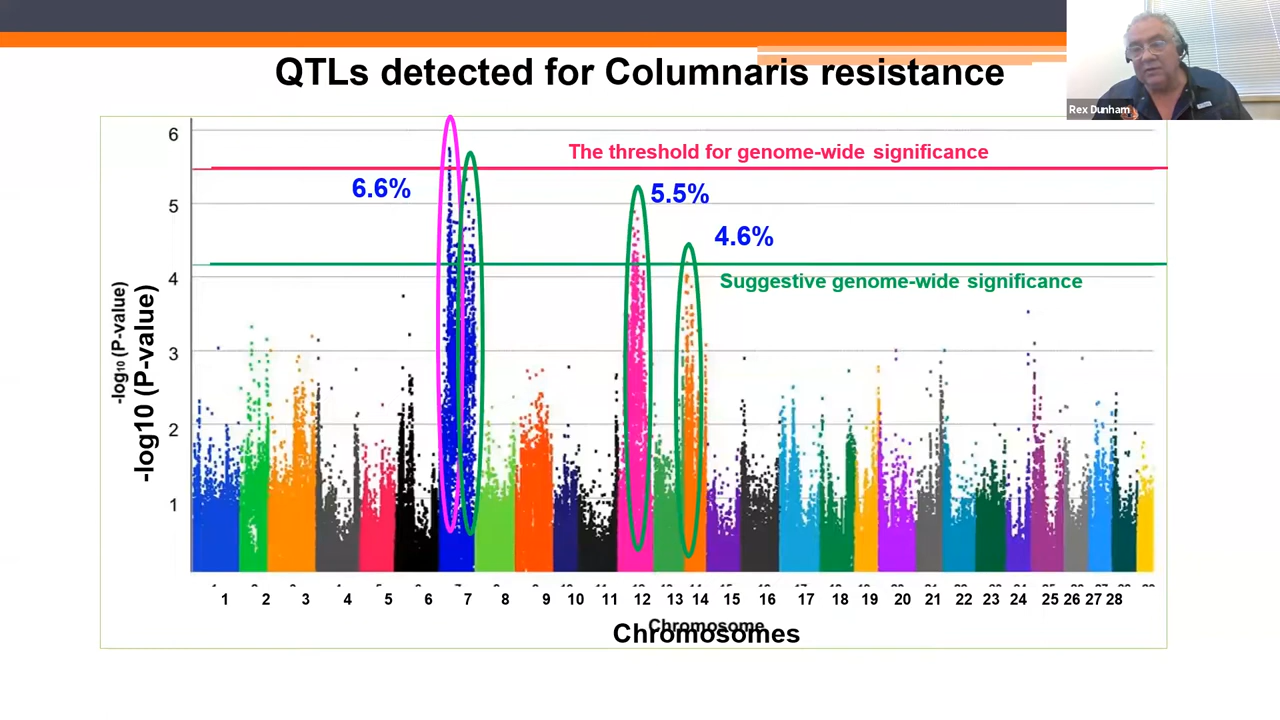 QTLs detected for Columnaris resistance
Rex Dunham
6
The threshold for genome-wide significance
6.6%
5.5%
5
4.6%
4
Suggestive genome-wide significance
-log10 (P-value)
-log10 (P-value)
3
2
1
1 2 3 4 5 6 7 8 9 10 11 12 13 14 15 16 17 18 19 20 21 22 23 24 25 26 27 28
Chromosome
Chromosomes